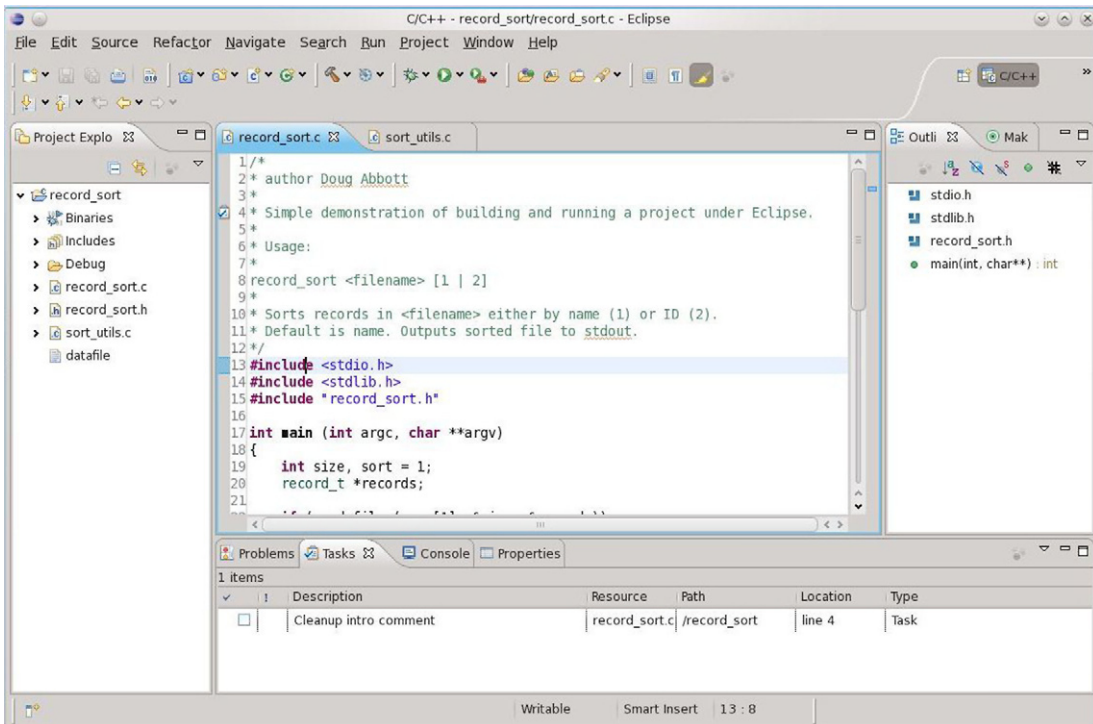 C/C++ - record_sort/record_sort.c - Eclipse
File Edit Source Refactor Navigate Search Run Project Window Help
C/C++
Project Explo
record_sort
Binaries
Includes
Debug
record_sort.c
record_sort.h
sort_utils.c
datafile
record_sort.c sort_utils.c
1 /*
2 * author Doug Abbott
3 *
4 * Simple demonstration of building and running a project under Eclipse.
5 *
6 * Usage:
7 *
8 record_sort <filename> [1 | 2]
9 *
10 * Sorts records in <filename> either by name (1) or ID (2).
11 * Default is name. Outputs sorted file to stdout.
12 */
13 #include <stdio.h>
14 #include <stdlib.h>
15 #include "record_sort.h"
16
17 int main (int argc, char **argv)
18 {
19 int size, sort = 1;
20 record_t *records;
21
Outli Mak
stdio.h
stdlib.h
record_sort.h
main(int, char**) : int
Problems Tasks Console Properties
1 items
! Description Resource Path Location Type
Cleanup intro comment record_sort.c /record_sort line 4 Task
Writable Smart Insert 13 : 8